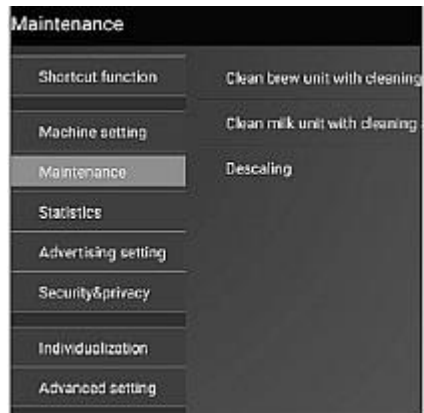 Maintenance
Shortcut function
Machine setting
Maintenance
Statistics
Advertising setting
Security&privacy
Individualization
Advanced setting
Clean brew unit with cleaning
Clean milk unit with cleaning
Descaling